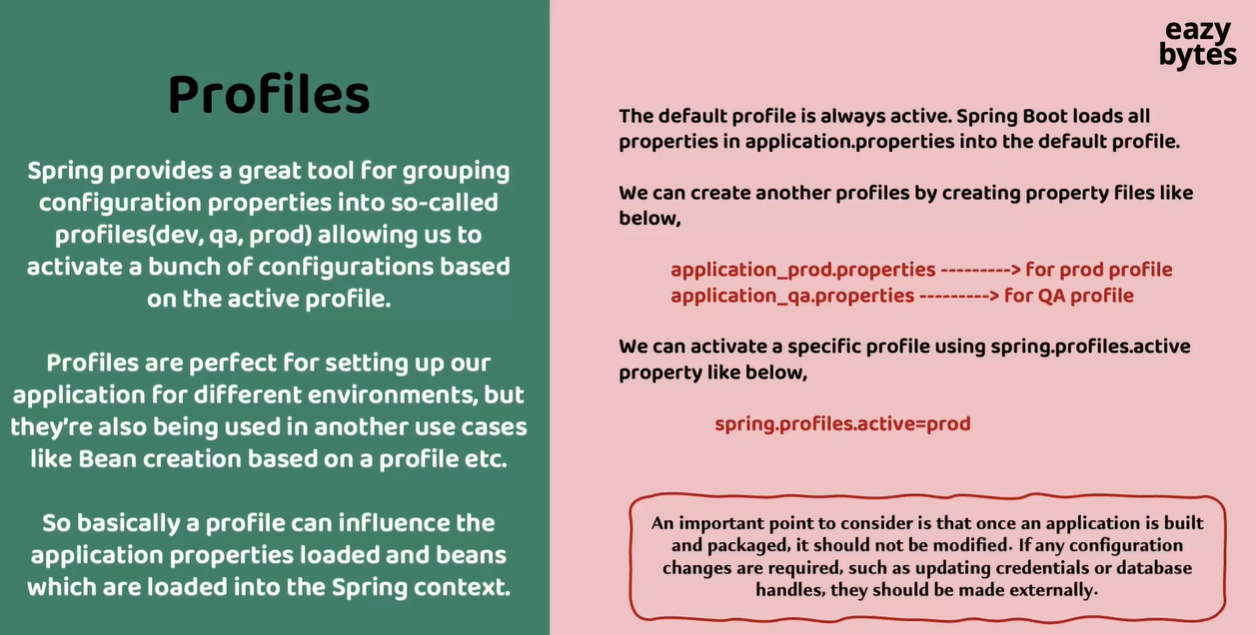 Profiles
Spring provides a great tool for grouping
configuration properties into so-called
profiles(dev, qa, prod) allowing us to
activate a bunch of configurations based
on the active profile.
Profiles are perfect for setting up our
application for different environments, but
they're also being used in another use cases
like Bean creation based on a profile etc.
So basically a profile can influence the
application properties loaded and beans
which are loaded into the Spring context.
eazy
bytes
The default profile is always active. Spring Boot loads all
properties in application.properties into the default profile.
We can create another profiles by creating property files like
below,
application_prod.properties ---------> for prod profile
application_qa.properties ---------> for QA profile
We can activate a specific profile using spring.profiles.active
property like below,
spring.profiles.active=prod
An important point to consider is that once an application is built
and packaged, it should not be modified. If any configuration
changes are required, such as updating credentials or database
handles, they should be made externally.